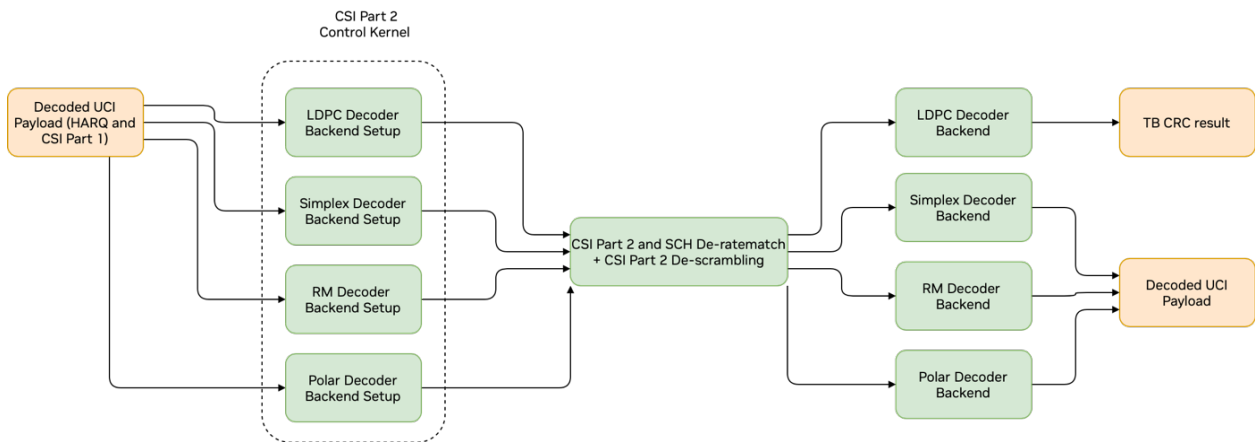 CSI Part 2
Control Kernel
Decoded UCI
Payload (HARQ and
CSI Part 1)
LDPC Decoder
Backend Setup
Simplex Decoder
Backend Setup
RM Decoder
Backend Setup
Polar Decoder
Backend Setup
CSI Part 2 and SCH De-ratematch
+ CSI Part 2 De-scrambling
LDPC Decoder
Backend
Simplex Decoder
Backend
RM Decoder
Backend
Polar Decoder
Backend
TB CRC result
Decoded UCI
Payload